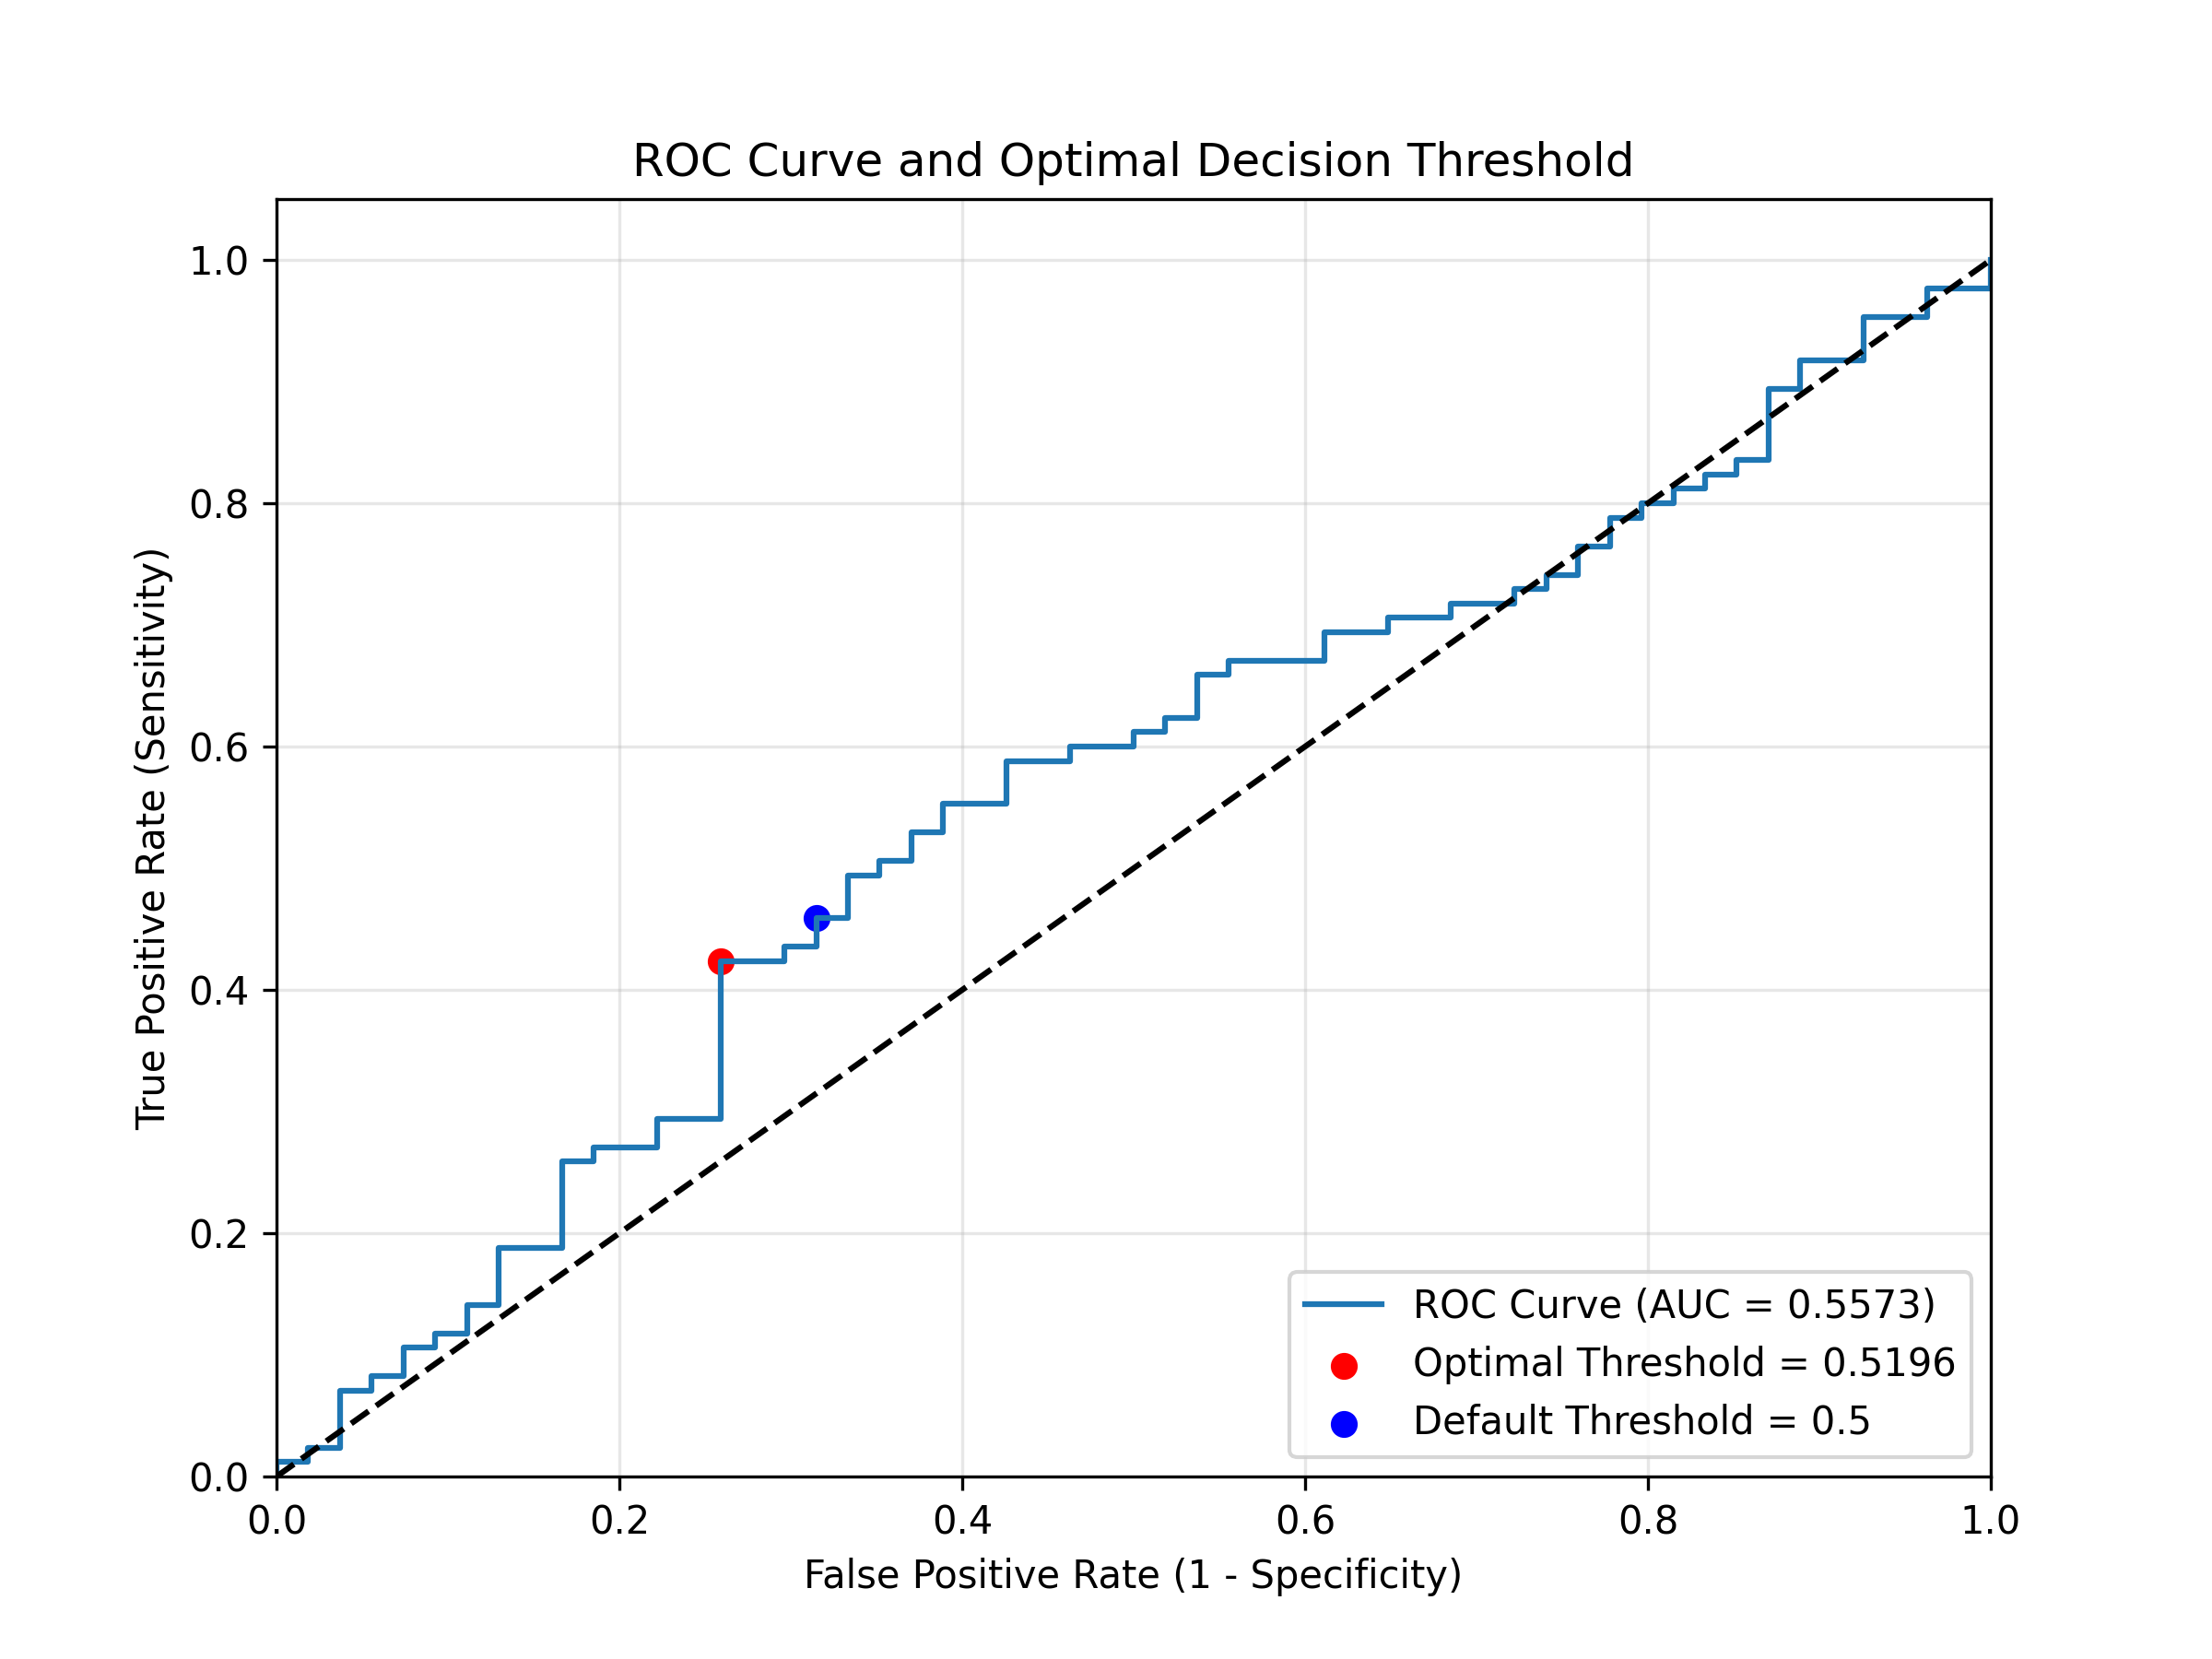 ROC Curve and Optimal Decision Threshold
True Positive Rate (Sensitivity)
1.0
0.8
0.6
0.4
0.2
0.0
0.0 0.2 0.4 0.6 0.8 1.0
False Positive Rate (1 - Specificity)
ROC Curve (AUC = 0.5573)
Optimal Threshold = 0.5196
Default Threshold = 0.5